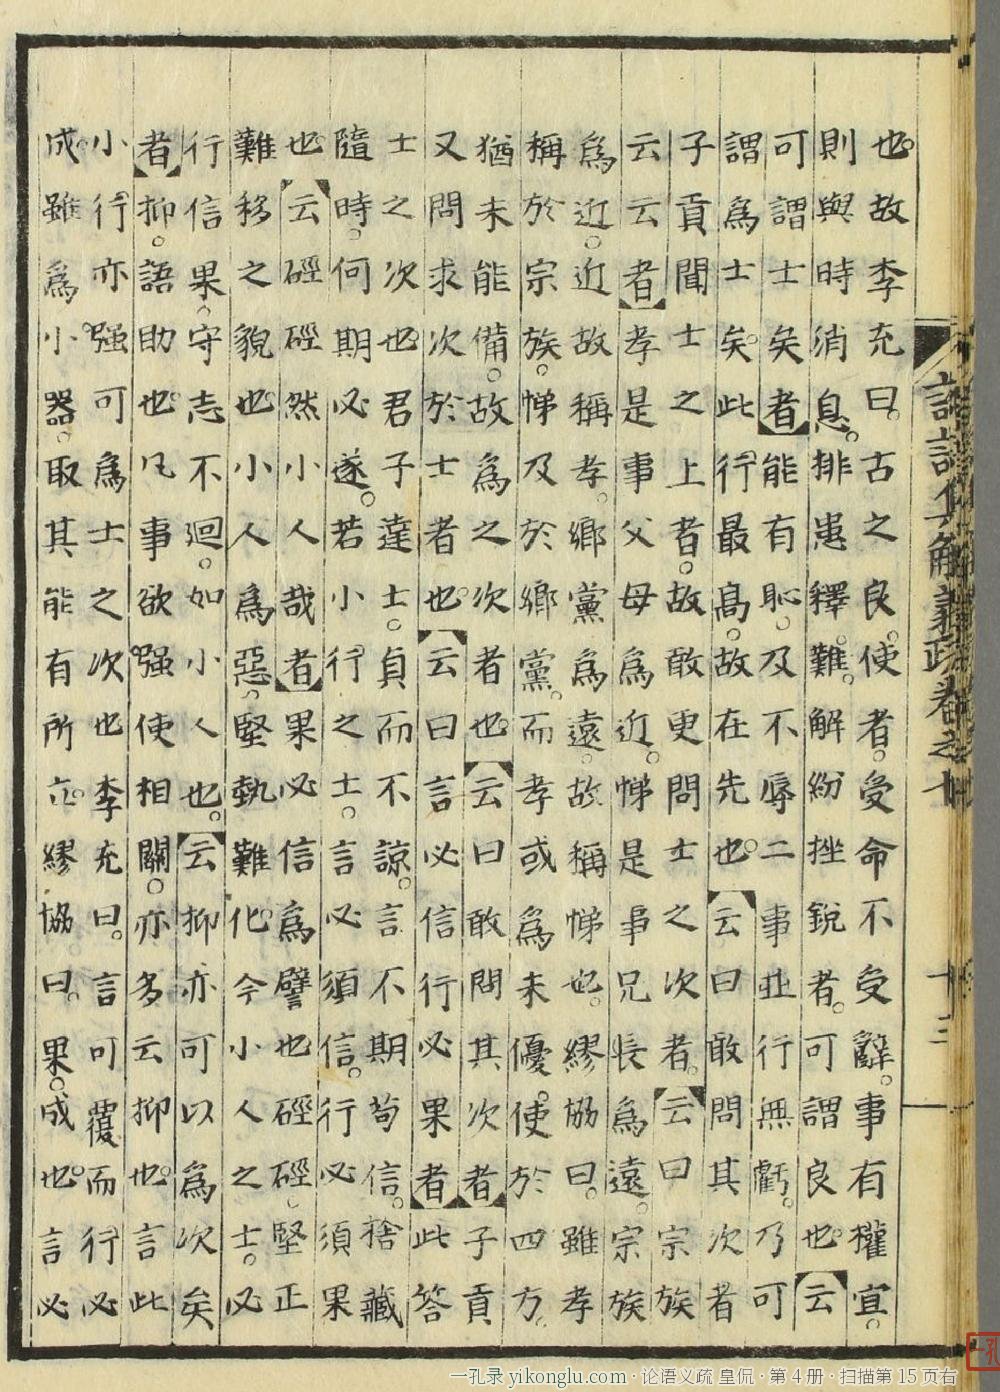 也故李充曰古之良使者受命不受辭事有權宜
則與時消息排患釋難解紛挫銳者可謂良也云
可謂士矣者能有恥及不辱二事並行無虧乃可
謂爲士矣此行最高故在先也云曰敢問其次者
子貢聞士之上者故敢更問士之次者云曰宗族
云云者孝是事父母爲近悌是事兄長爲遠宗族
爲近近故稱孝鄉黨爲遠故稱悌也繆協曰雖孝
稱於宗族悌及於鄉黨而孝或爲未優使於四方
猶未能備故爲之次者也云曰敢問其次者子貢
又問求次於士者也云曰言必信行必果者此答
士之次也君子達士貞而不諒言不期苟信捨藏
隨時何期必遂若小行之士言必須信行必須果
也云硜硜然小人哉者果必信爲譬也硜硜堅正
難移之貌也小人爲惡堅執難化今小人之士必
行信果守志不迴如小人也云抑亦可以爲次矣
者抑語助也凡事欲强使相關亦多云抑也言此
小行亦强可爲士之次也李充曰言可覆而行必
成雖爲小器取其能有所立繆協曰果成也言必
論語集解義疏卷之七
十三
一孔录 yikonglu.com · 论语义疏 皇侃 · 第 4 册 · 扫描第 15 页右